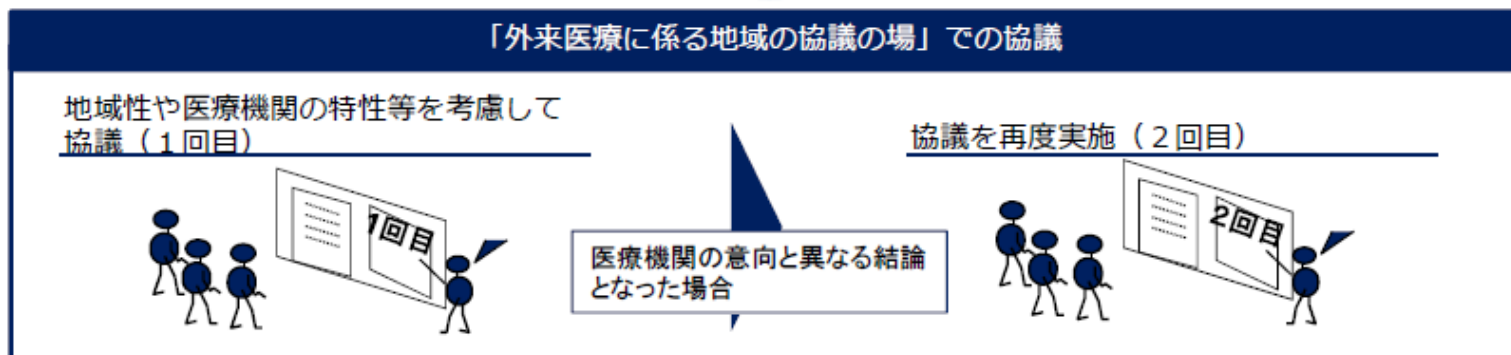 「外来医療に係る地域の協議の場」での協議
地域性や医療機関の特性等を考慮して
協議（１回目）
1回目
医療機関の意向と異なる結論
となった場合
協議を再度実施（２回目）
2回目